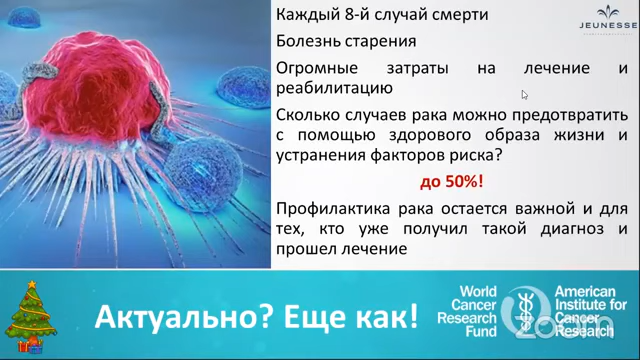 Каждый 8-й случай смерти
JEUNESSE
Болезнь старения
Огромные затраты на лечение и
реабилитацию
Сколько случаев рака можно предотвратить
с помощью здорового образа жизни и
устранения факторов риска?
до 50%!
Профилактика рака остается важной и для
тех, кто уже получил такой диагноз и
прошел лечение
Актуально? Еще как!
World
Cancer
Research
Fund
American
Institute for
Cancer
Research
zoom